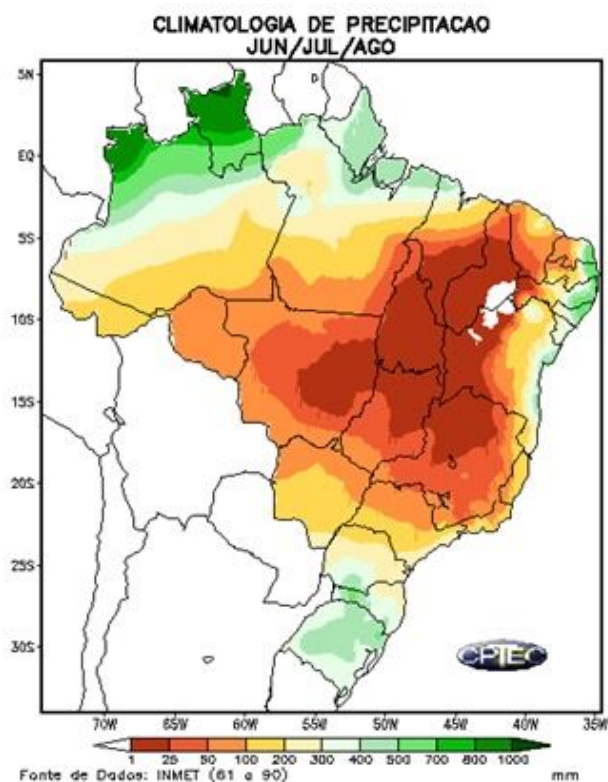 CLIMATOLOGIA DE PRECIPITACAO
JUN/JUL/AGO
5N
EQ
5S
10S
15S
20S
25S
30S
CPTEC
70W 65W 60W 55W 50W 45W 40W 35W
1 25 50 100 200 300 400 500 700 800 1000
Fonte de Dados: INMET (61 a 90) mm